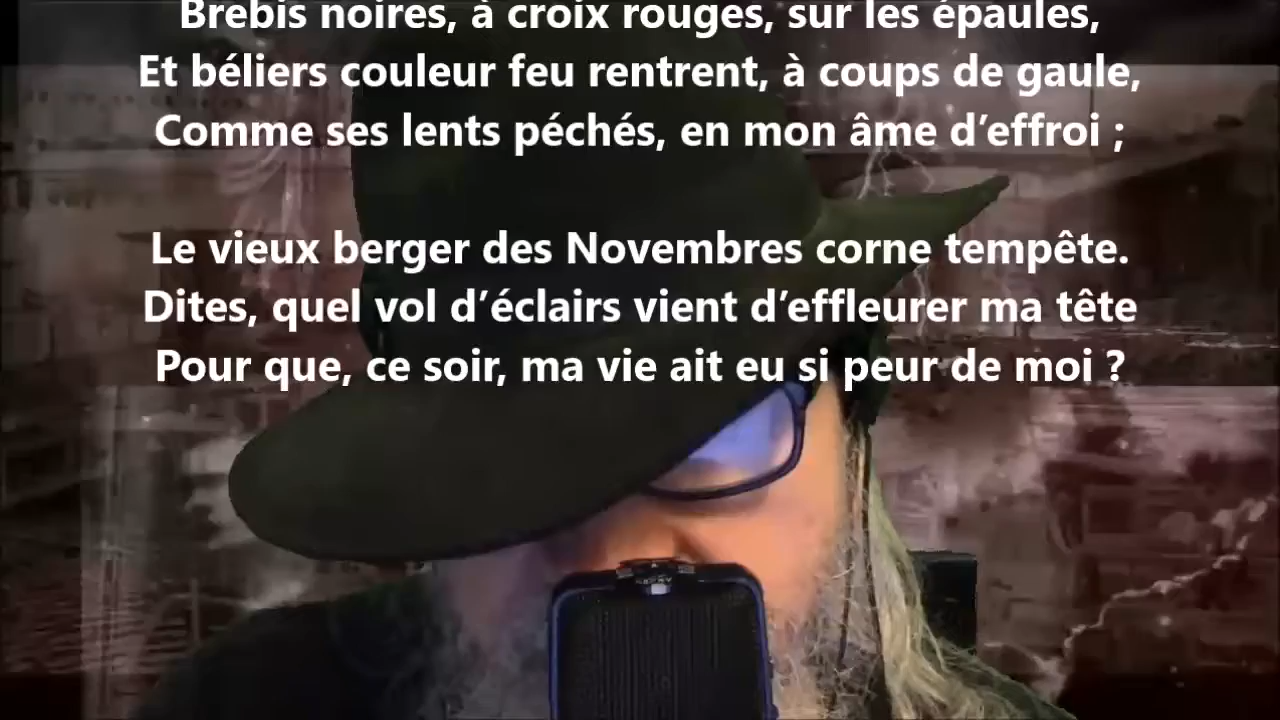 Brebis noires, à croix rouges, sur les épaules,
Et béliers couleur feu rentrent, à coups de gaule,
Comme ses lents péchés, en mon âme d’effroi ;
Le vieux berger des Novembres corne tempête.
Dites, quel vol d’éclairs vient d’effleurer ma tête
Pour que, ce soir, ma vie ait eu si peur de moi ?